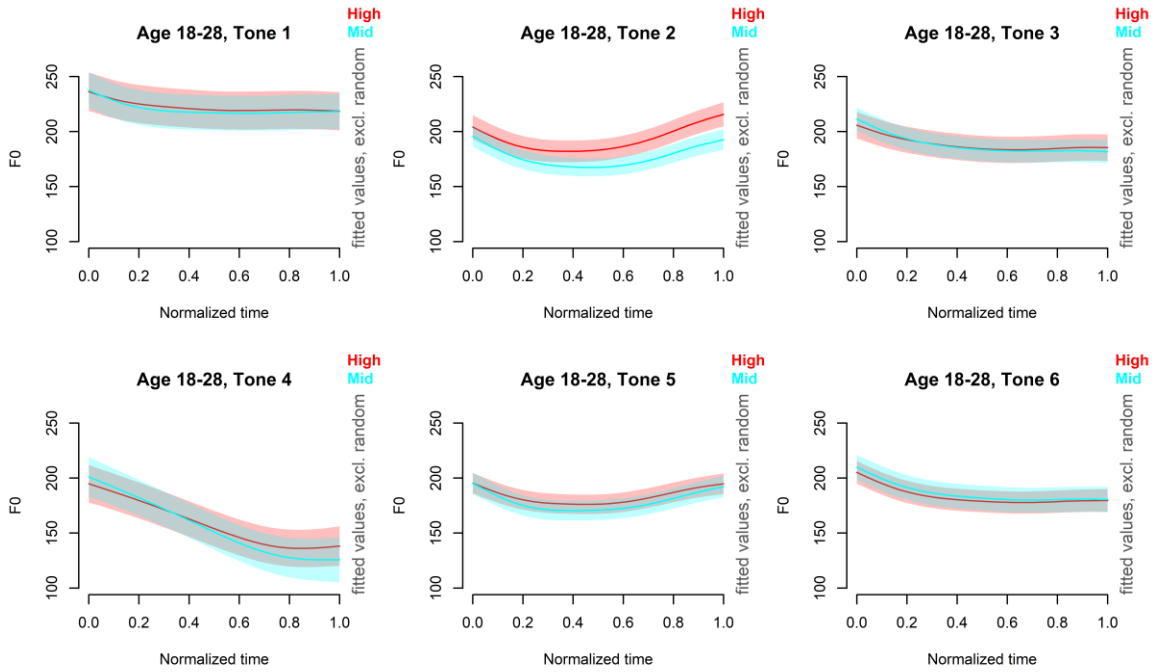 Age 18-28, Tone 1
High
Mid
F0
250
200
150
100
0.0 0.2 0.4 0.6 0.8 1.0
Normalized time
fitted values, excl. random
Age 18-28, Tone 2
High
Mid
F0
250
200
150
100
0.0 0.2 0.4 0.6 0.8 1.0
Normalized time
fitted values, excl. random
Age 18-28, Tone 3
High
Mid
F0
250
200
150
100
0.0 0.2 0.4 0.6 0.8 1.0
Normalized time
fitted values, excl. random
Age 18-28, Tone 4
High
Mid
F0
250
200
150
100
0.0 0.2 0.4 0.6 0.8 1.0
Normalized time
fitted values, excl. random
Age 18-28, Tone 5
High
Mid
F0
250
200
150
100
0.0 0.2 0.4 0.6 0.8 1.0
Normalized time
fitted values, excl. random
Age 18-28, Tone 6
High
Mid
F0
250
200
150
100
0.0 0.2 0.4 0.6 0.8 1.0
Normalized time
fitted values, excl. random